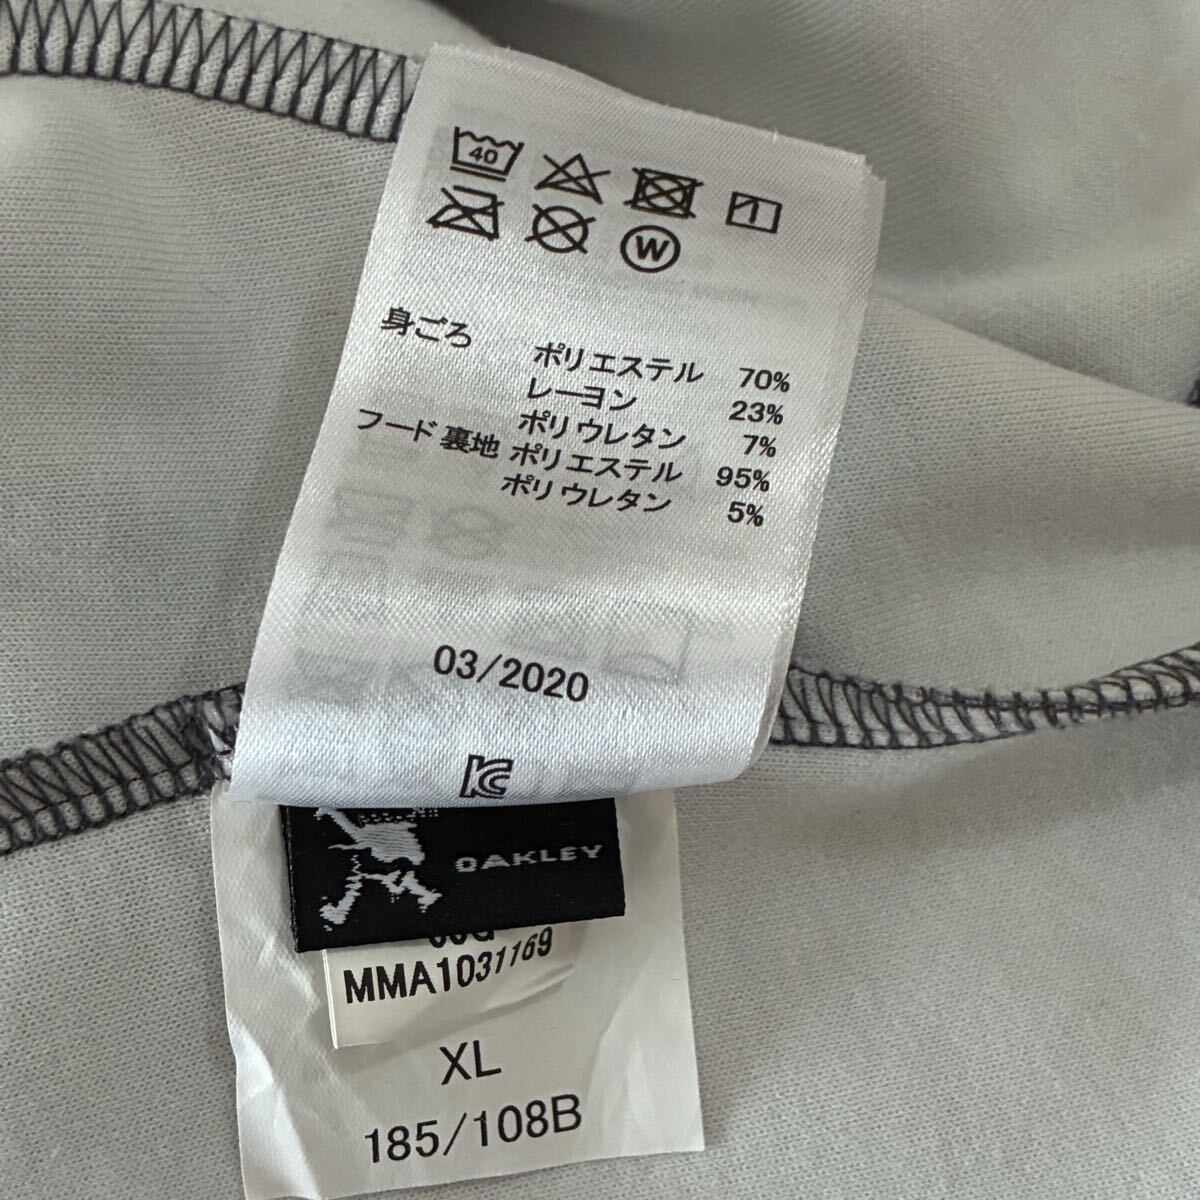 40
W
身ごろ ポリエステル 70%
レーヨン 23%
ポリウレタン 7%
フード裏地 ポリエステル 95%
ポリウレタン 5%
03/2020
OAKLEY
MMA1031169
XL
185/108B